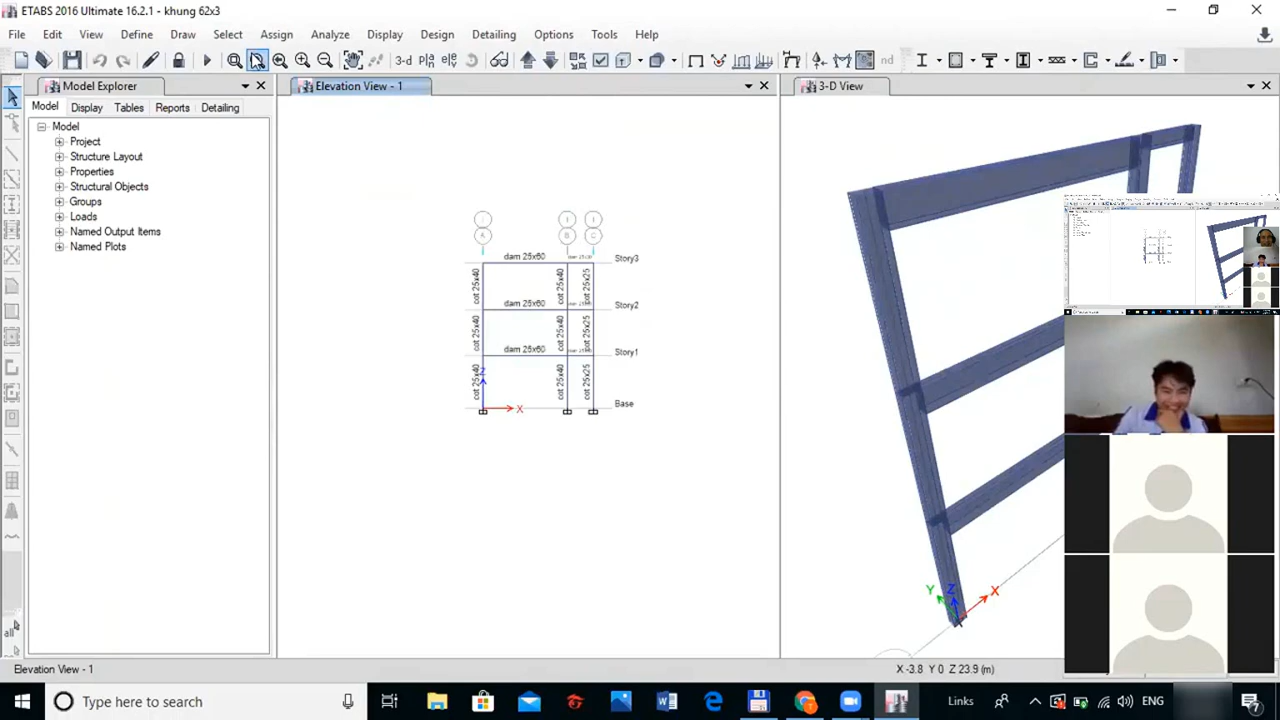 ETABS 2016 Ultimate 16.2.1 - khung 62x3
File Edit View Define Draw Select Assign Analyze Display Design Detailing Options Tools Help
3-d nd
Model Explorer
Elevation View - 1
3-D View
Model Display Tables Reports Detailing
Model
Project
Structure Layout
Properties
Structural Objects
Groups
Loads
Named Output Items
Named Plots
A B C
dam 25x60 Story3
cot 25x40 cot 25x40 cot 25x25
dam 25x60 Story2
cot 25x40 cot 25x40 cot 25x25
dam 25x60 Story1
Z
cot 25x40 cot 25x40 cot 25x25
X Base
Y Z X
all
Elevation View - 1
X -3.8 Y 0 Z 23.9 (m)
Type here to search
Links
ENG
7